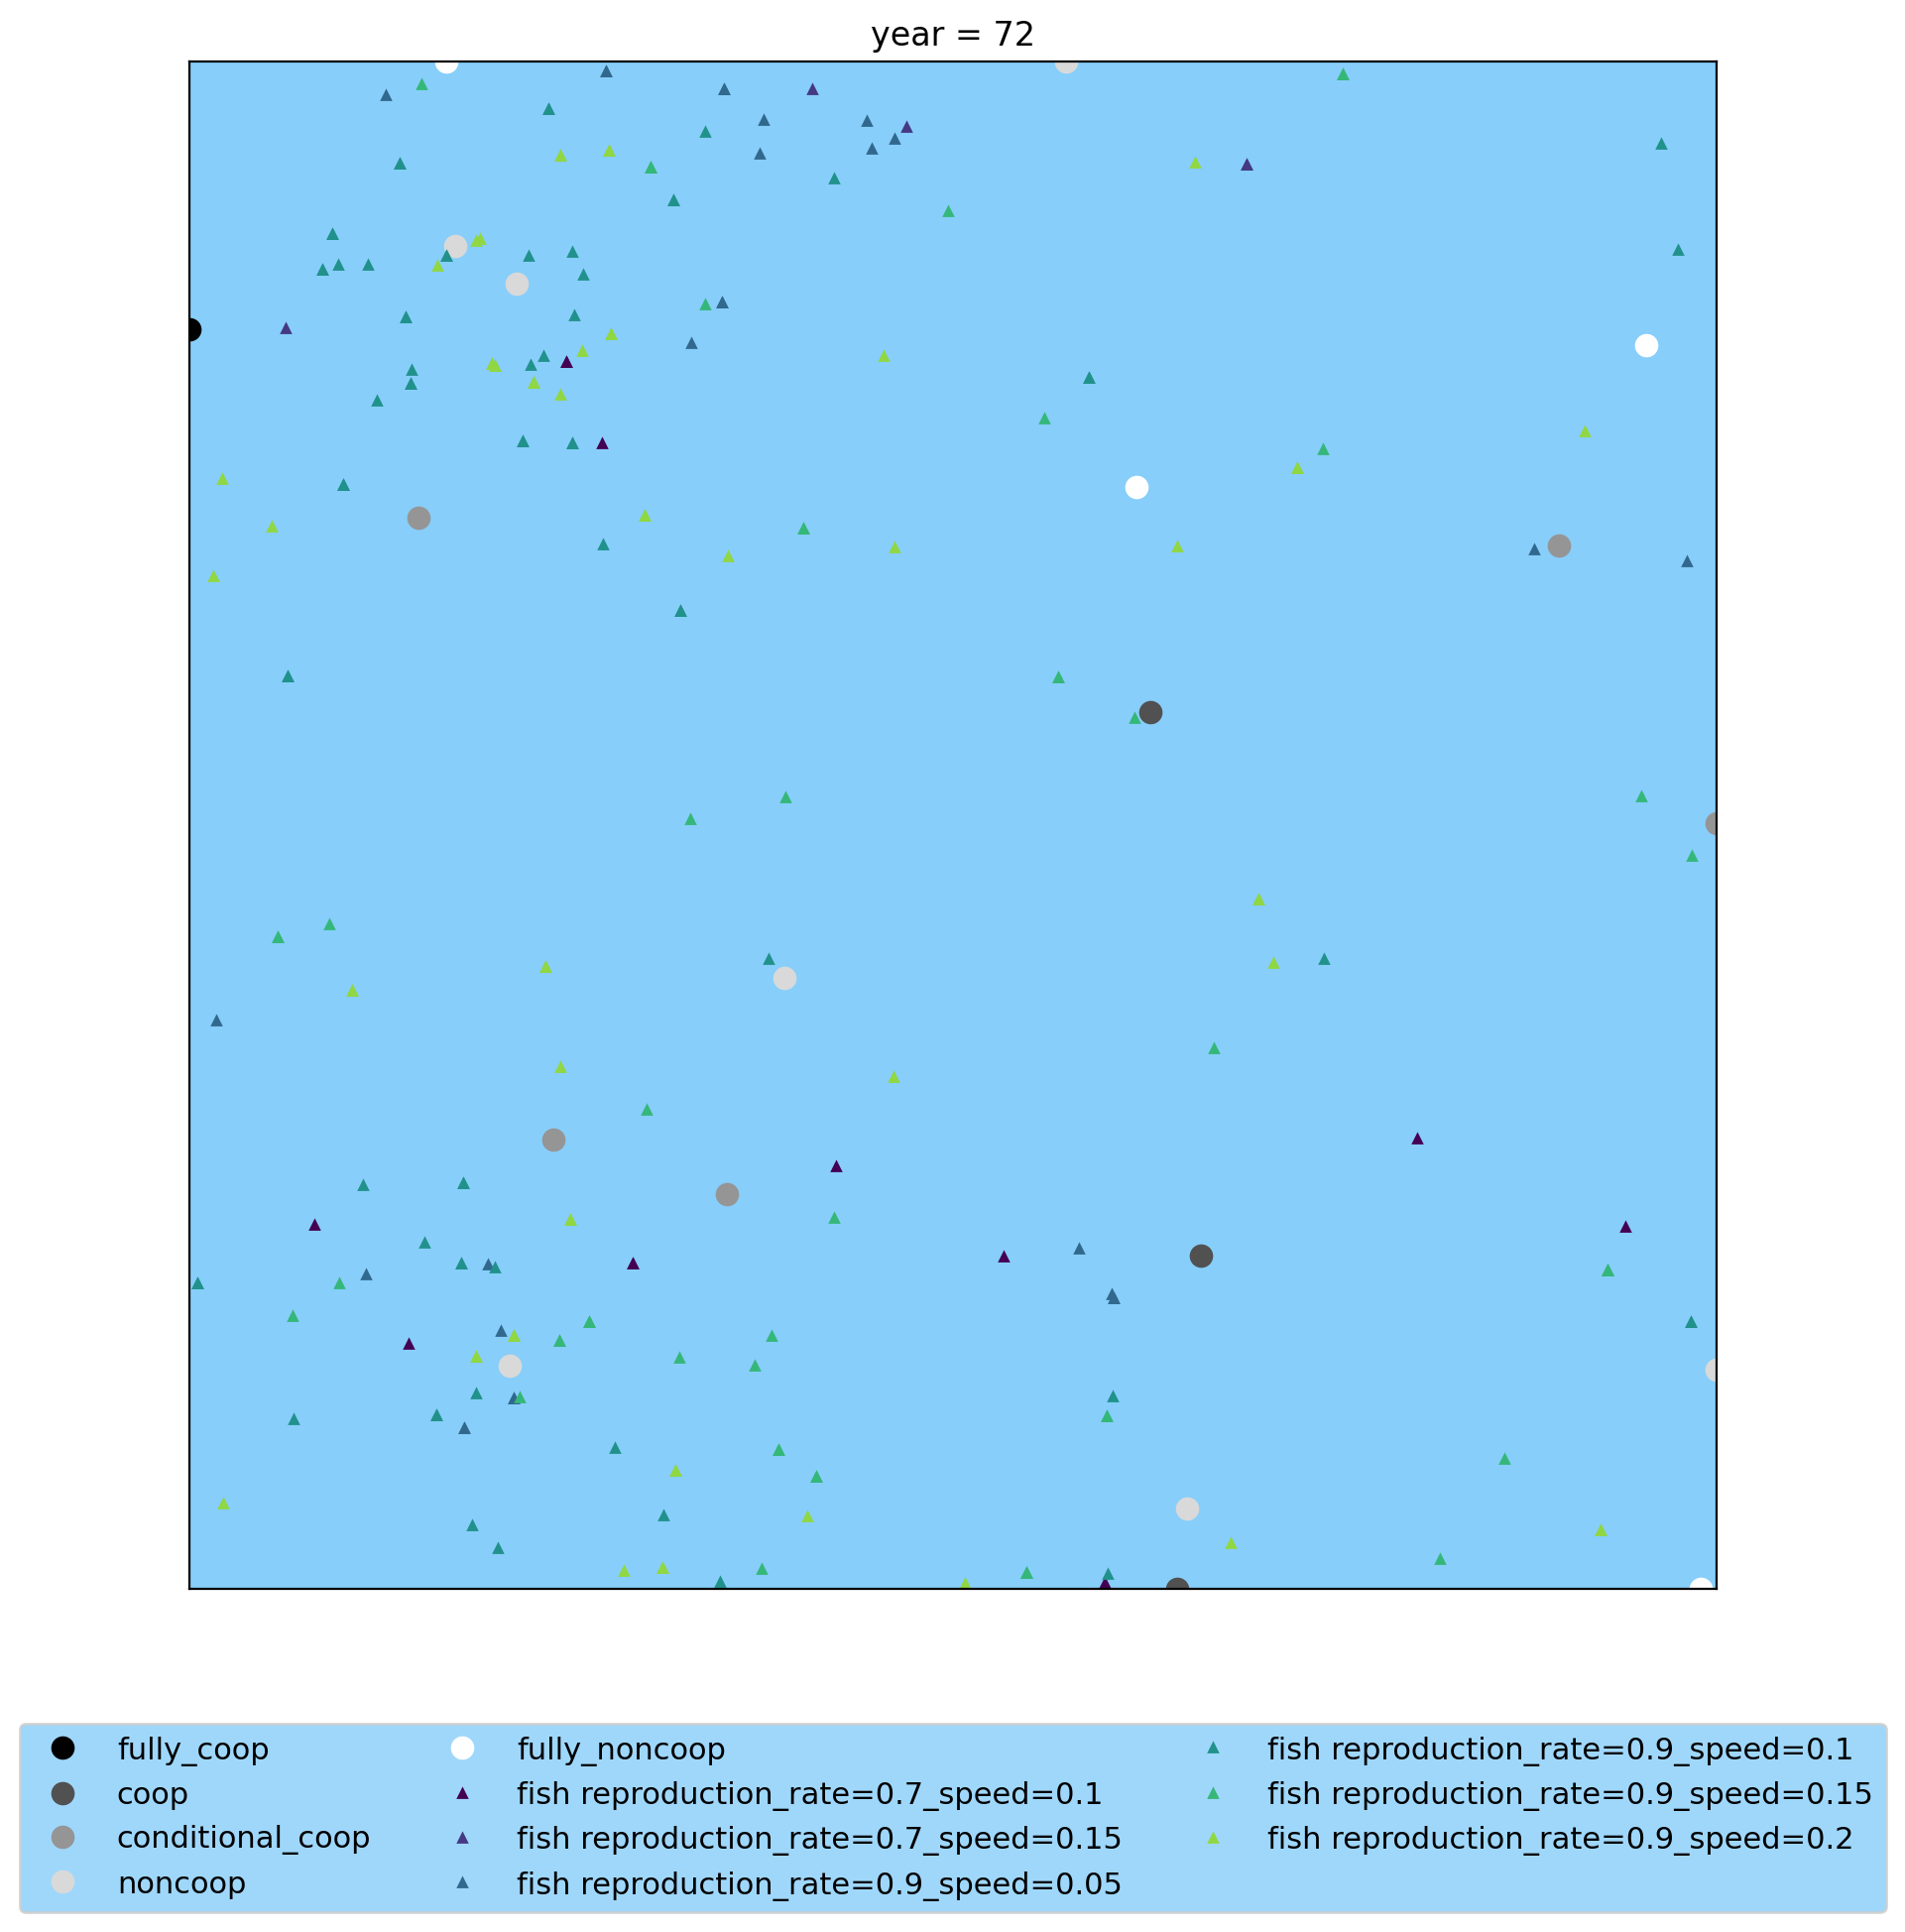 year = 72
fully_coop
coop
conditional_coop
noncoop
fully_noncoop
fish reproduction_rate=0.7_speed=0.1
fish reproduction_rate=0.7_speed=0.15
fish reproduction_rate=0.9_speed=0.05
fish reproduction_rate=0.9_speed=0.1
fish reproduction_rate=0.9_speed=0.15
fish reproduction_rate=0.9_speed=0.2